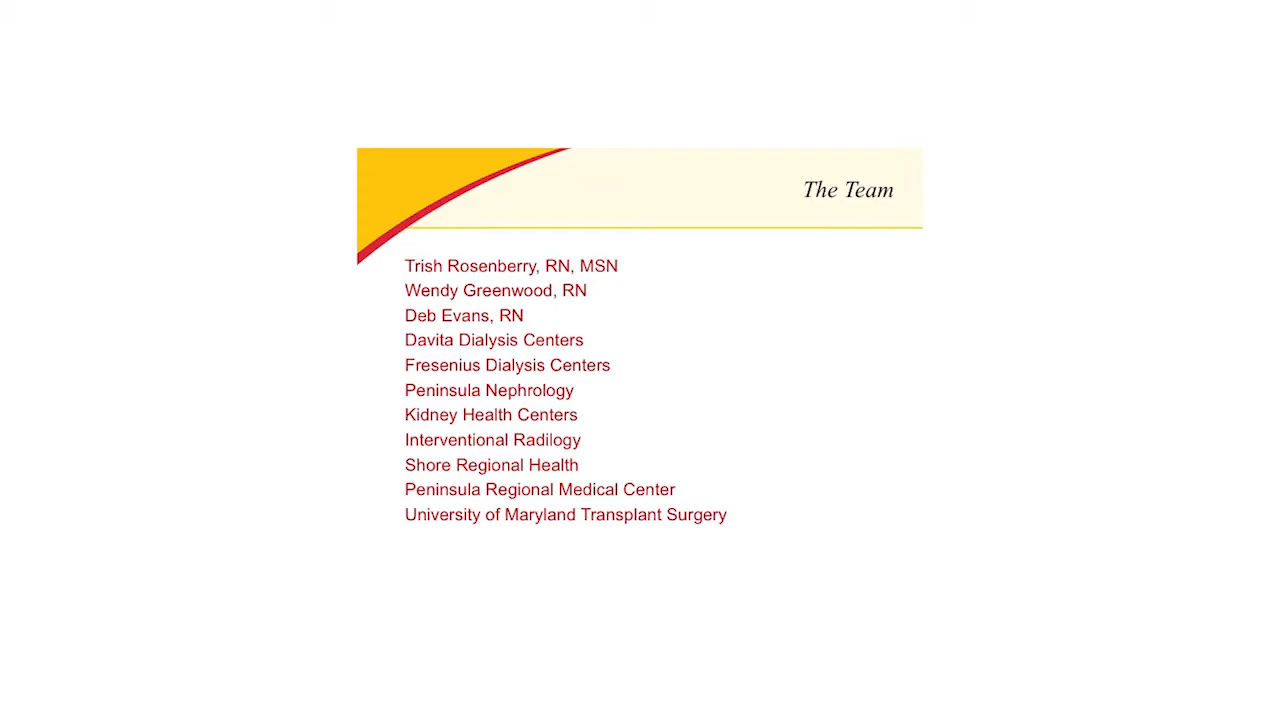 The Team
Trish Rosenberry, RN, MSN
Wendy Greenwood, RN
Deb Evans, RN
Davita Dialysis Centers
Fresenius Dialysis Centers
Peninsula Nephrology
Kidney Health Centers
Interventional Radilogy
Shore Regional Health
Peninsula Regional Medical Center
University of Maryland Transplant Surgery